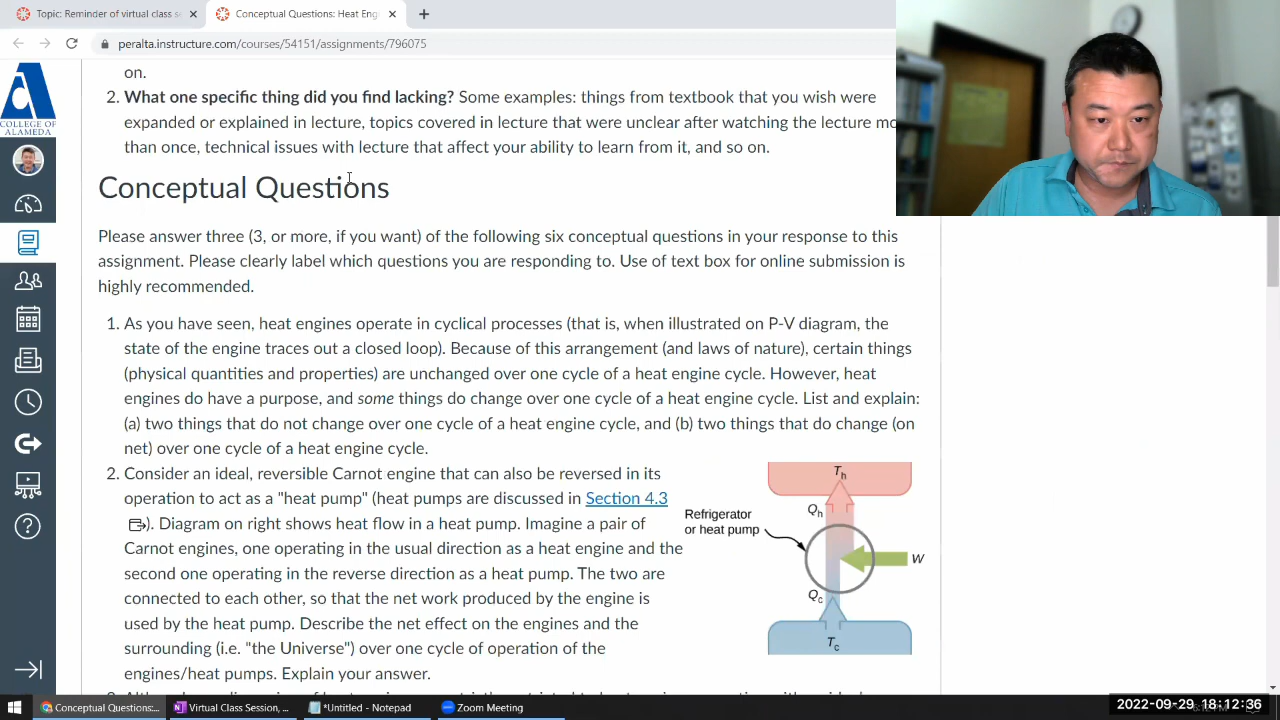 Topic: Reminder of virtual class s
Conceptual Questions: Heat Eng
peralta.instructure.com/courses/54151/assignments/796075
COLLEGE OF
ALAMEDA
on.
2. What one specific thing did you find lacking? Some examples: things from textbook that you wish were
expanded or explained in lecture, topics covered in lecture that were unclear after watching the lecture mo
than once, technical issues with lecture that affect your ability to learn from it, and so on.
Conceptual Questions
Please answer three (3, or more, if you want) of the following six conceptual questions in your response to this
assignment. Please clearly label which questions you are responding to. Use of text box for online submission is
highly recommended.
1. As you have seen, heat engines operate in cyclical processes (that is, when illustrated on P-V diagram, the
state of the engine traces out a closed loop). Because of this arrangement (and laws of nature), certain things
(physical quantities and properties) are unchanged over one cycle of a heat engine cycle. However, heat
engines do have a purpose, and some things do change over one cycle of a heat engine cycle. List and explain:
(a) two things that do not change over one cycle of a heat engine cycle, and (b) two things that do change (on
net) over one cycle of a heat engine cycle.
2. Consider an ideal, reversible Carnot engine that can also be reversed in its
operation to act as a "heat pump" (heat pumps are discussed in Section 4.3
). Diagram on right shows heat flow in a heat pump. Imagine a pair of
Carnot engines, one operating in the usual direction as a heat engine and the
second one operating in the reverse direction as a heat pump. The two are
connected to each other, so that the net work produced by the engine is
used by the heat pump. Describe the net effect on the engines and the
surrounding (i.e. "the Universe") over one cycle of operation of the
engines/heat pumps. Explain your answer.
Th
Qh
Refrigerator
or heat pump
W
Qc
Tc
Conceptual Questions:...
Virtual Class Session, ...
*Untitled - Notepad
Zoom Meeting
2022-09-29 18:12:36